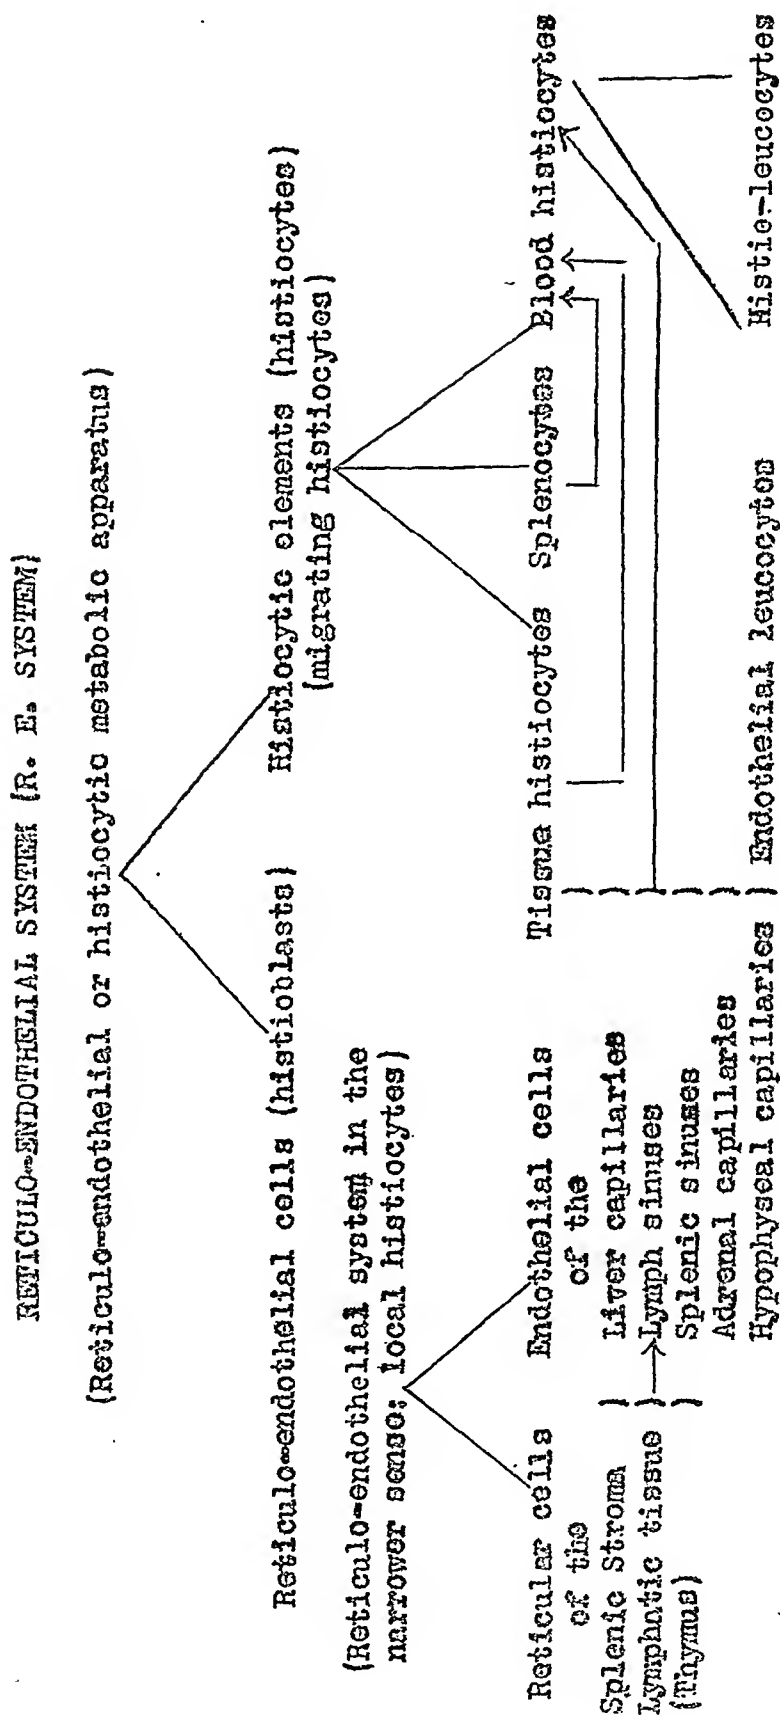 RETICULO-ENDOTHELIAL SYSTEM (R. E. SYSTEM)
(Reticulo-endothelial or histiocytic metabolic apparatus)
Reticulo-endothelial cells (histioblasts)
(Reticulo-endothelial system in the
narrower sense; local histiocytes)
Histiocytic elements (histiocytes)
(migrating histiocytes)
Reticular cells
of the
Splenic Stroma )
Lymphatic tissue )
(Thymus) )
Endothelial cells
of the
Liver capillaries
Lymph sinuses
Splenic sinuses
Adrenal capillaries
Hypophyseal capillaries
Tissue histiocytes Splenocytes Blood histiocytes
Endothelial leucocytes Histie-leucocytes